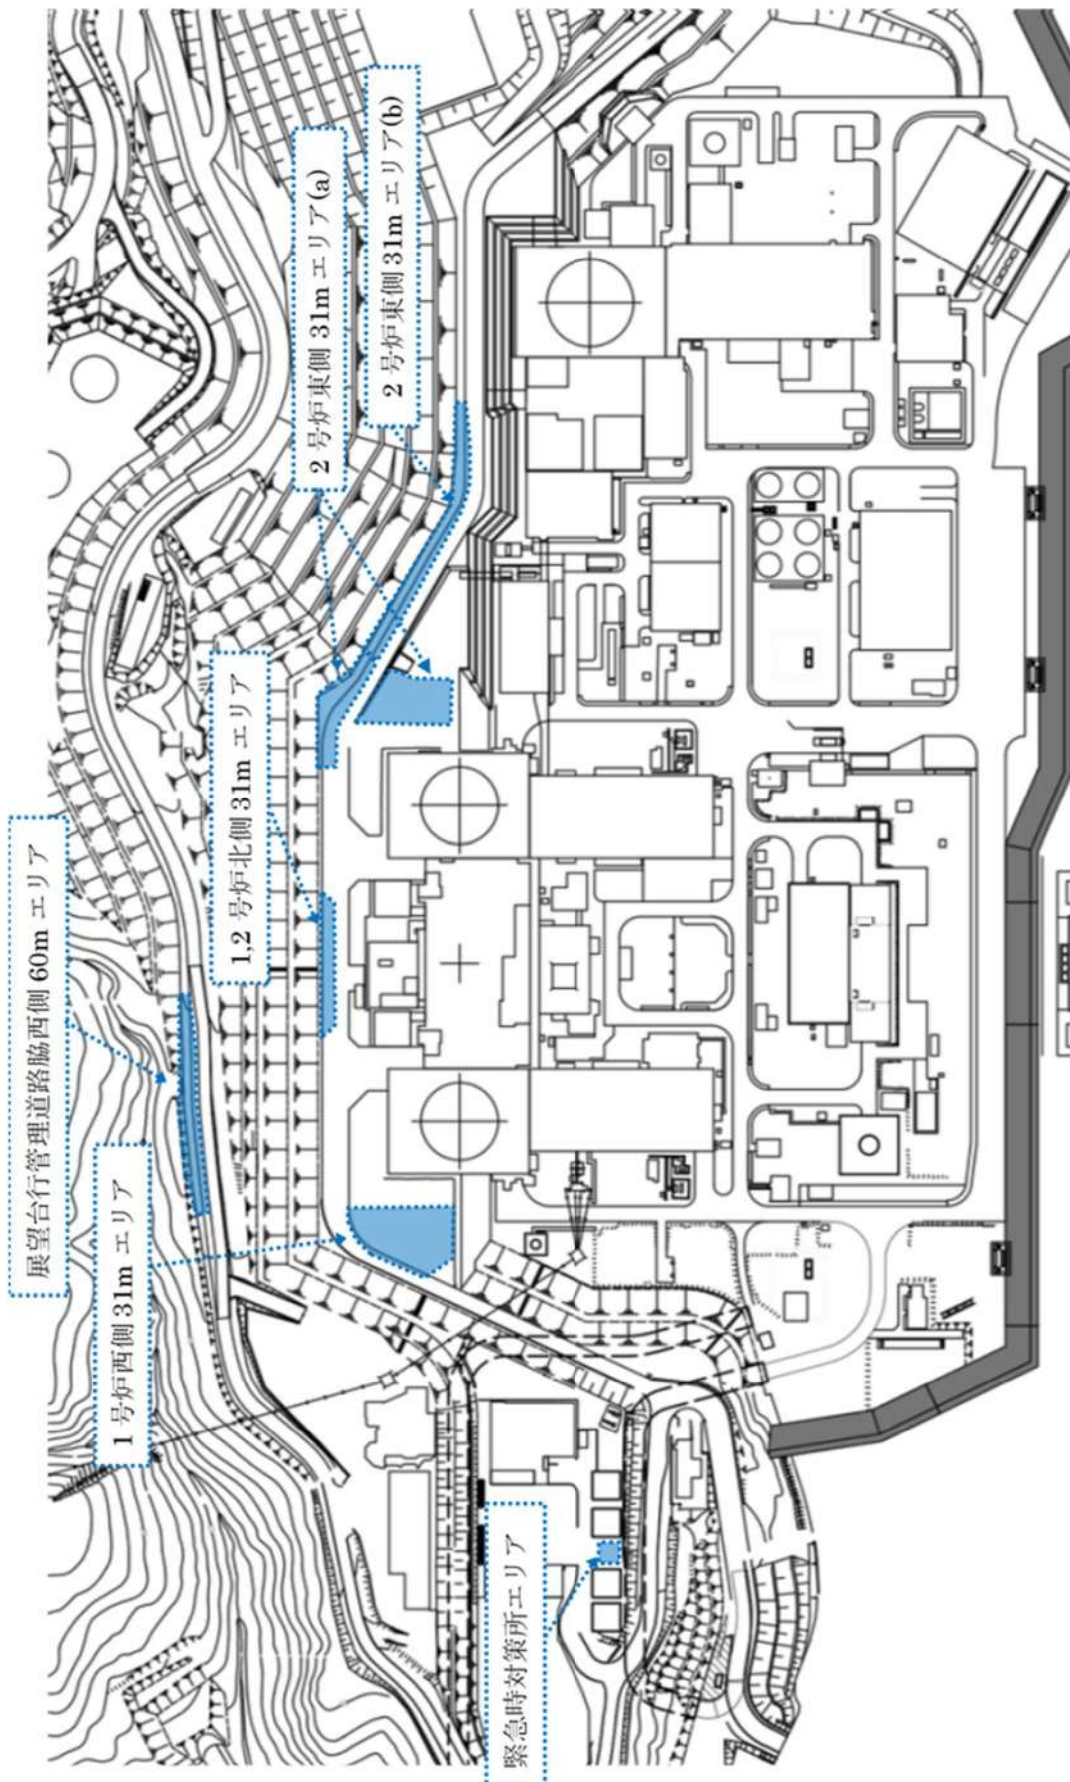 展望台行管理道路脇西側 60m エリア
1 号炉西側 31m エリア
1,2 号炉北側 31m エリア
2 号炉東側 31m エリア(a)
2 号炉東側 31m エリア(b)
緊急時対策所エリア